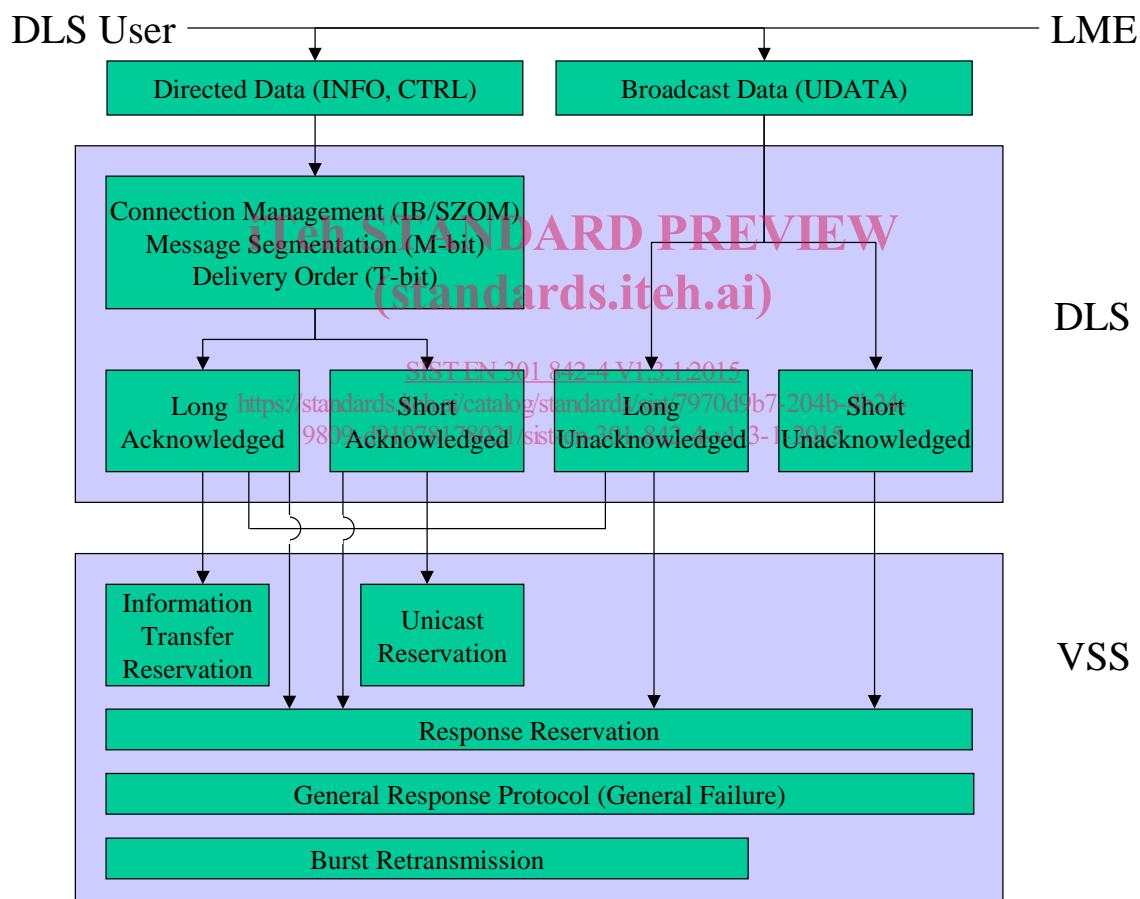 DLS User
LME
Directed Data (INFO, CTRL)
Broadcast Data (UDATA)
Connection Management (IB/SZOM)
Message Segmentation (M-bit)
Delivery Order (T-bit)
iTeh STANDARD PREVIEW
(standards.iteh.ai)
DLS
SIST EN 301 842-4 V1.3.1:2015
Long
Acknowledged
Short
Acknowledged
Long
Unacknowledged
Short
Unacknowledged
Information
Transfer
Reservation
Unicast
Reservation
VSS
Response Reservation
General Response Protocol (General Failure)
Burst Retransmission